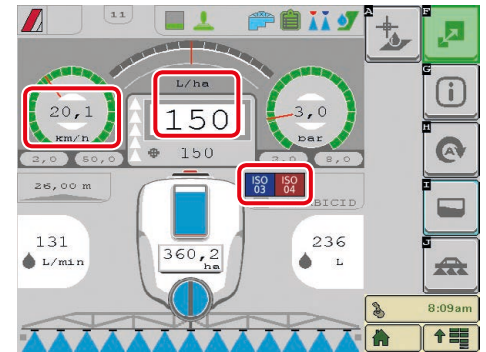 11
A
F
L/ha
G
20,1
150
3,0
km/h
bar
H
2,0 50,0
150
2,0 8,0
I
26,00 m
ISO 03
ISO 04
ABICID
131
L/min
360,2
ha
236
L
J
8:09am